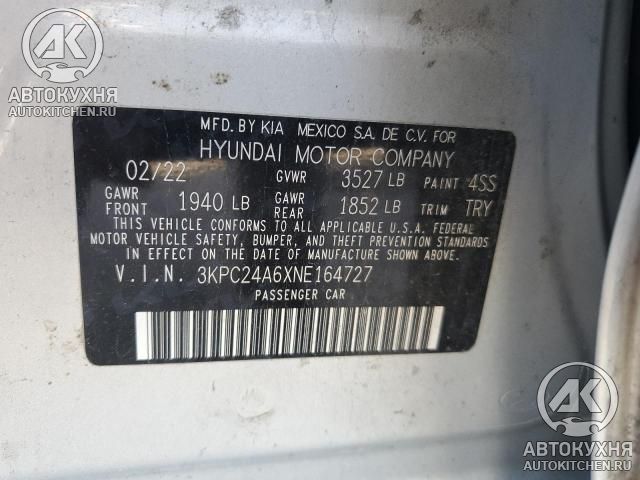 AK
АВТОКУХНЯ
AUTOKITCHEN.RU
MFD. BY KIA MEXICO S.A. DE C.V. FOR
HYUNDAI MOTOR COMPANY
02/22 GVWR 3527 LB PAINT 4SS
GAWR FRONT 1940 LB GAWR REAR 1852 LB TRIM TRY
THIS VEHICLE CONFORMS TO ALL APPLICABLE U.S.A. FEDERAL
MOTOR VEHICLE SAFETY, BUMPER, AND THEFT PREVENTION STANDARDS
IN EFFECT ON THE DATE OF MANUFACTURE SHOWN ABOVE.
V.I.N. 3KPC24A6XNE164727
PASSENGER CAR
AK
АВТОКУХНЯ
AUTOKITCHEN.RU